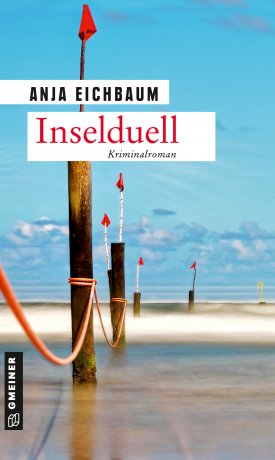 ANJA EICHBAUM
Inselduell
Kriminalroman
GMEINER